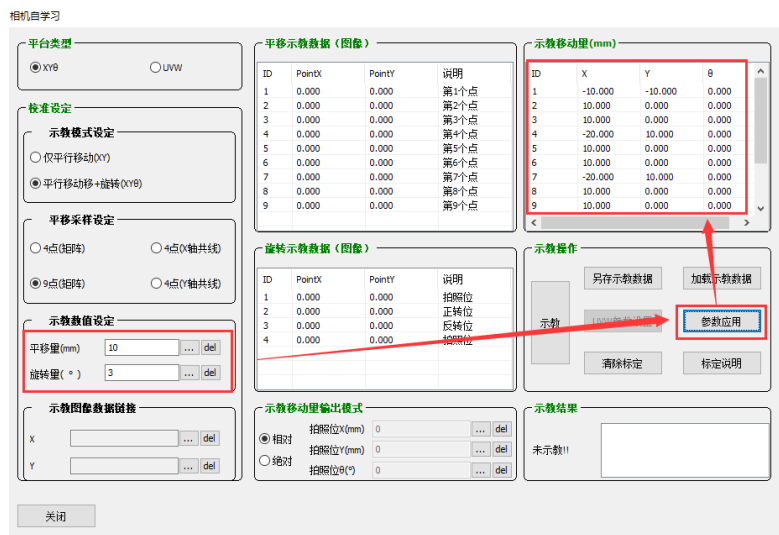 相机自学习
平台类型
XYθ
UVW
校准设定
示教模式设定
仅平行移动(XY)
平行移动移+旋转(XYθ)
平移采样设定
4点(矩阵)
4点(X轴共线)
9点(矩阵)
4点(Y轴共线)
示教数值设定
平移量(mm) 10 ... del
旋转量( ° ) 3 ... del
示教图像数据链接
X ... del
Y ... del
关闭
平移示教数据（图像）
ID PointX PointY 说明
1 0.000 0.000 第1个点
2 0.000 0.000 第2个点
3 0.000 0.000 第3个点
4 0.000 0.000 第4个点
5 0.000 0.000 第5个点
6 0.000 0.000 第6个点
7 0.000 0.000 第7个点
8 0.000 0.000 第8个点
9 0.000 0.000 第9个点
旋转示教数据（图像）
ID PointX PointY 说明
1 0.000 0.000 拍照位
2 0.000 0.000 正转位
3 0.000 0.000 反转位
4 0.000 0.000 拍照位
示教移动量输出模式
相对
绝对
拍照位X(mm) 0 ... del
拍照位Y(mm) 0 ... del
拍照位θ(°) 0 ... del
示教移动量(mm)
ID X Y θ
1 -10.000 -10.000 0.000
2 10.000 0.000 0.000
3 10.000 0.000 0.000
4 -20.000 10.000 0.000
5 10.000 0.000 0.000
6 10.000 0.000 0.000
7 -20.000 10.000 0.000
8 10.000 0.000 0.000
9 10.000 0.000 0.000
示教操作
示教
另存示教数据
加载示教数据
参数应用
清除标定
标定说明
示教结果
未示教!!